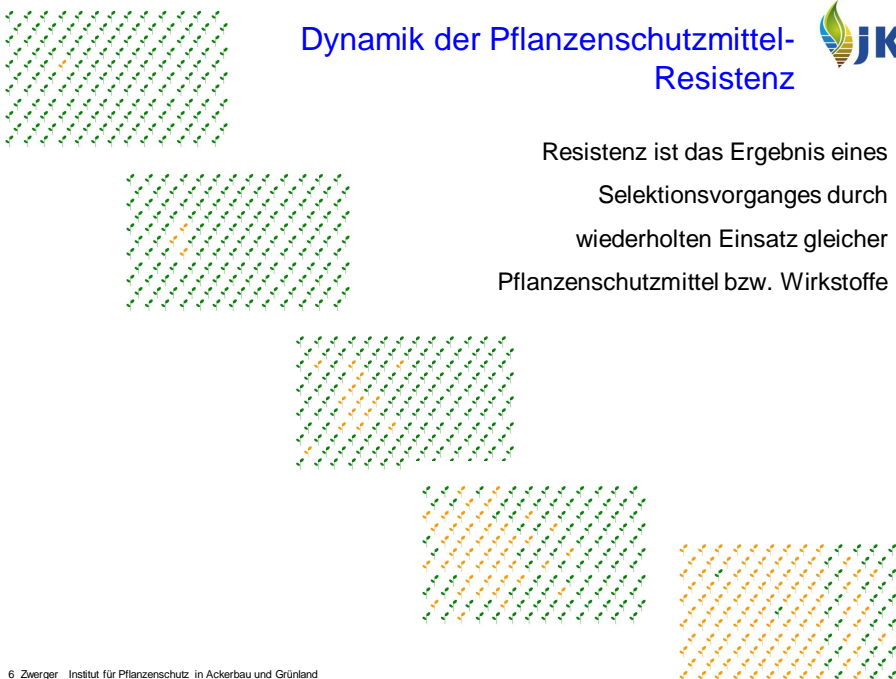 Dynamik der Pflanzenschutzmittel-
Resistenz
jK
Resistenz ist das Ergebnis eines
Selektionsvorganges durch
wiederholten Einsatz gleicher
Pflanzenschutzmittel bzw. Wirkstoffe
6 Zwerger Institut für Pflanzenschutz in Ackerbau und Grünland